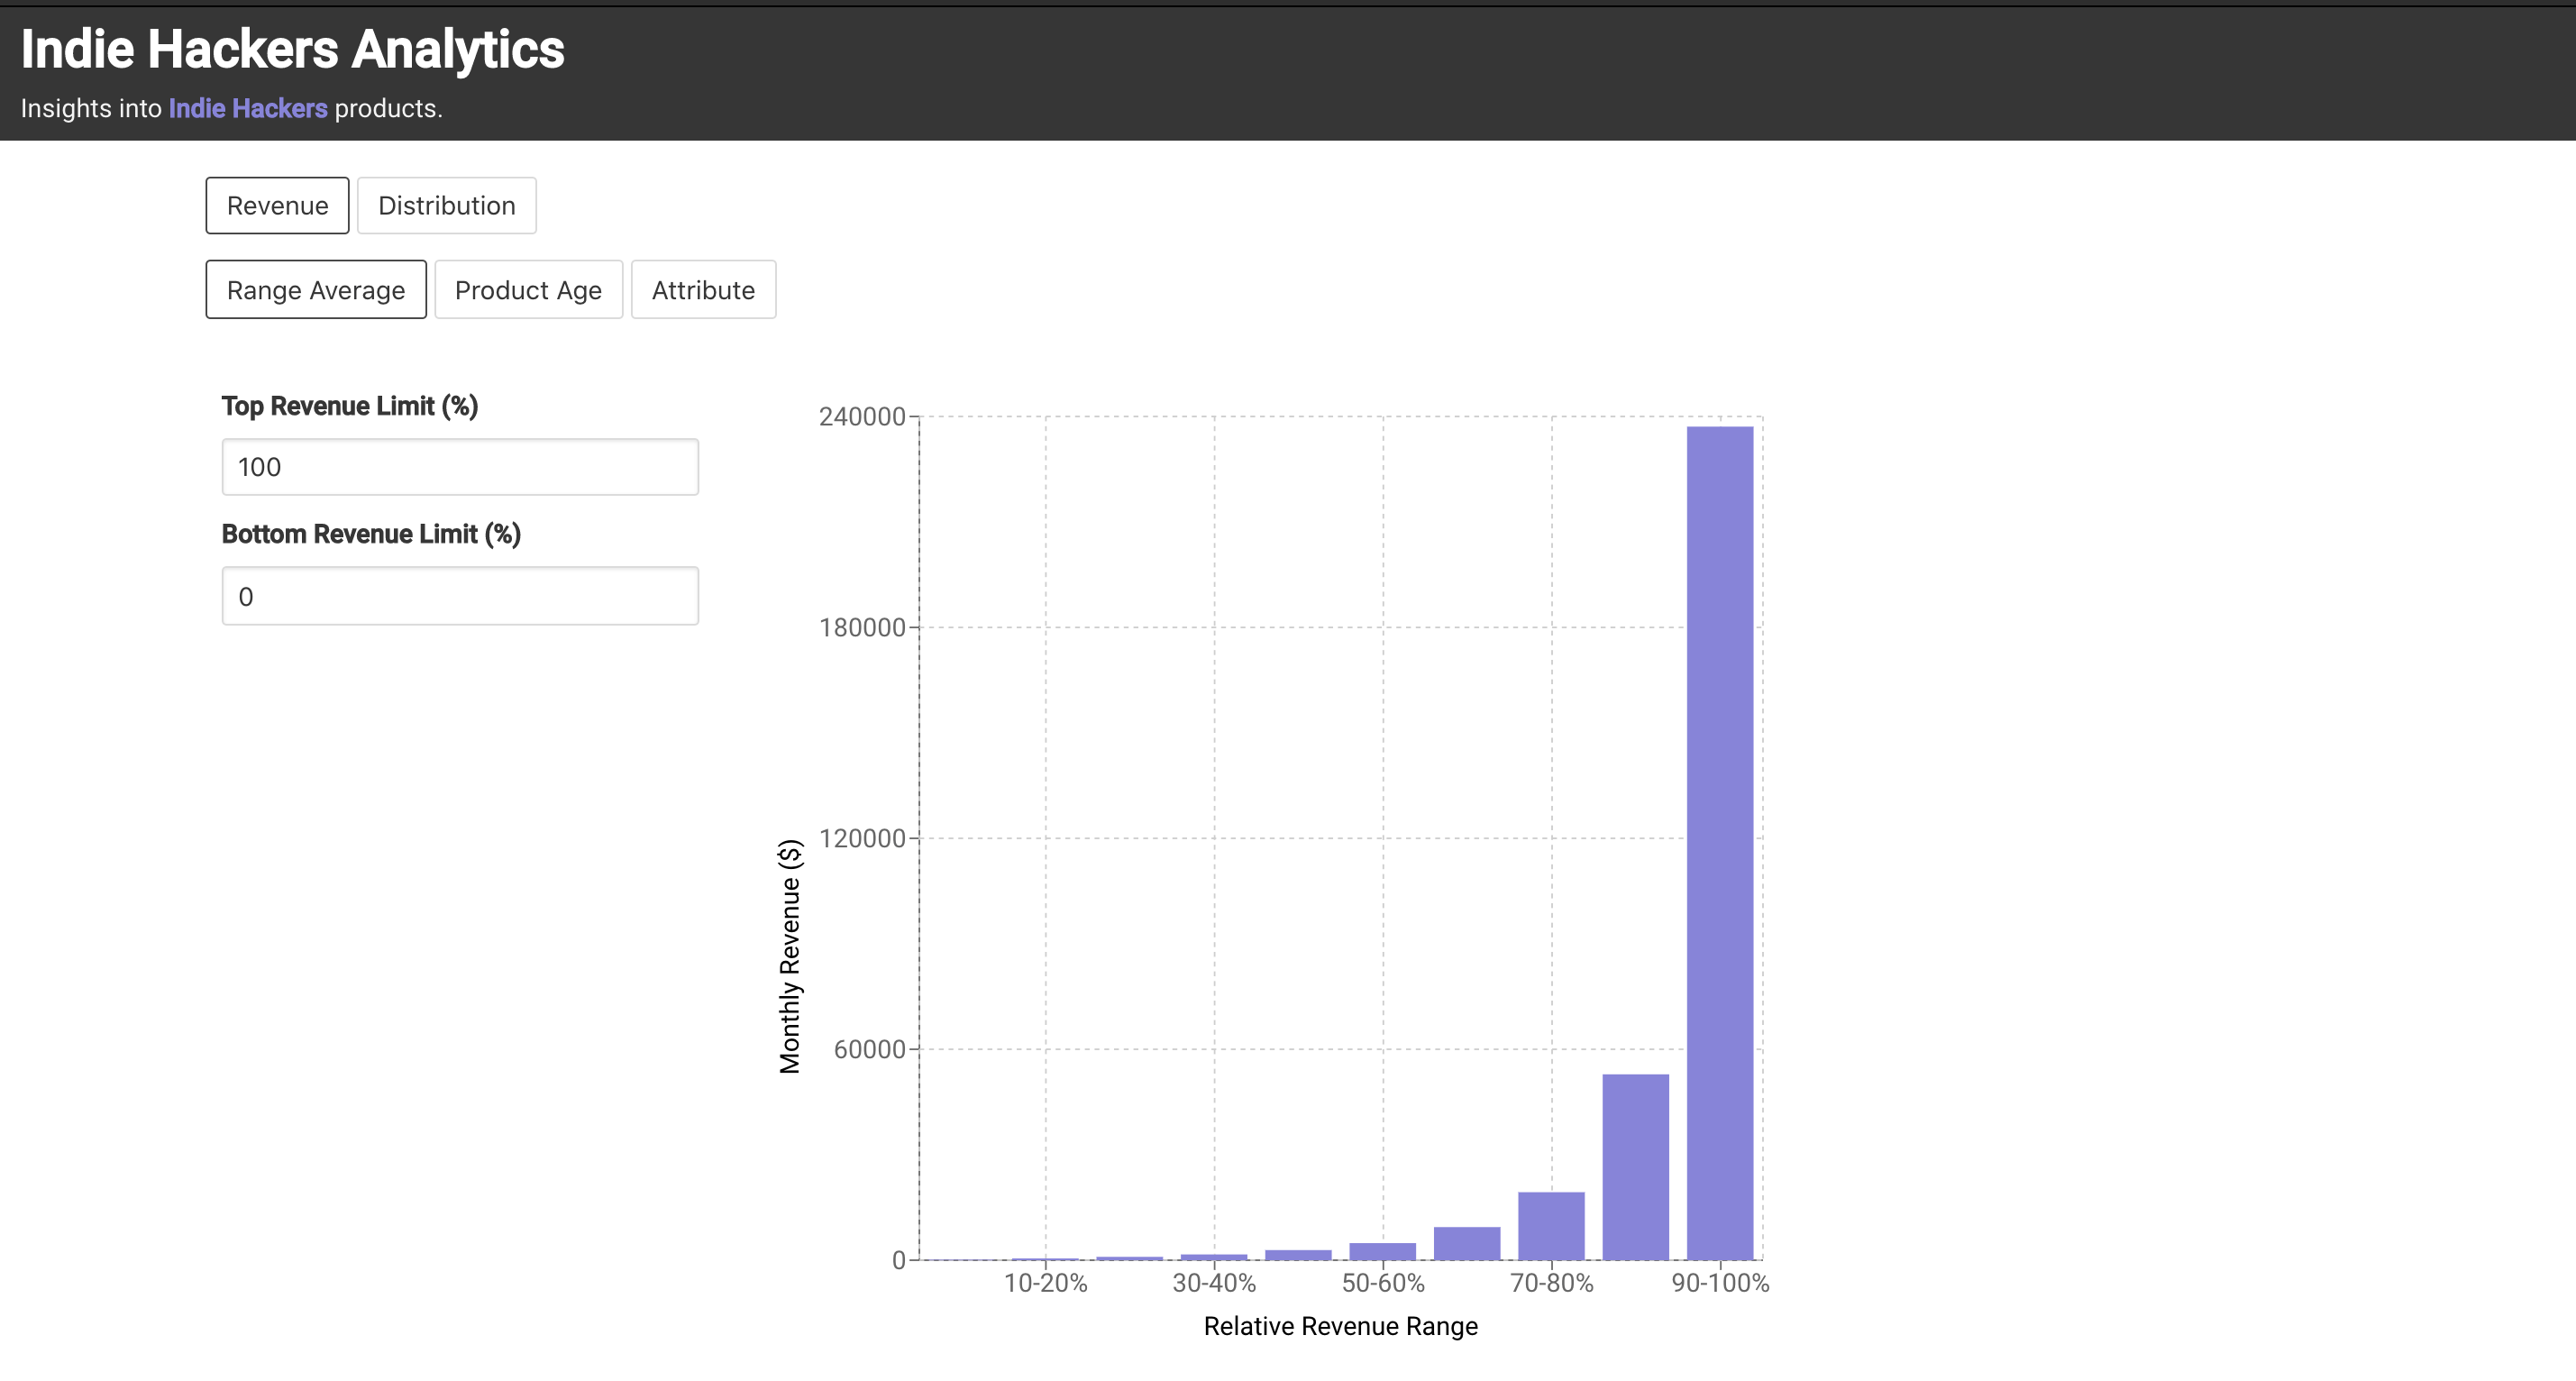 Indie Hackers Analytics
Insights into Indie Hackers products.
Revenue Distribution
Range Average Product Age Attribute
Top Revenue Limit (%)
100
Bottom Revenue Limit (%)
0
240000
180000
120000
60000
0
Monthly Revenue ($)
10-20% 30-40% 50-60% 70-80% 90-100%
Relative Revenue Range